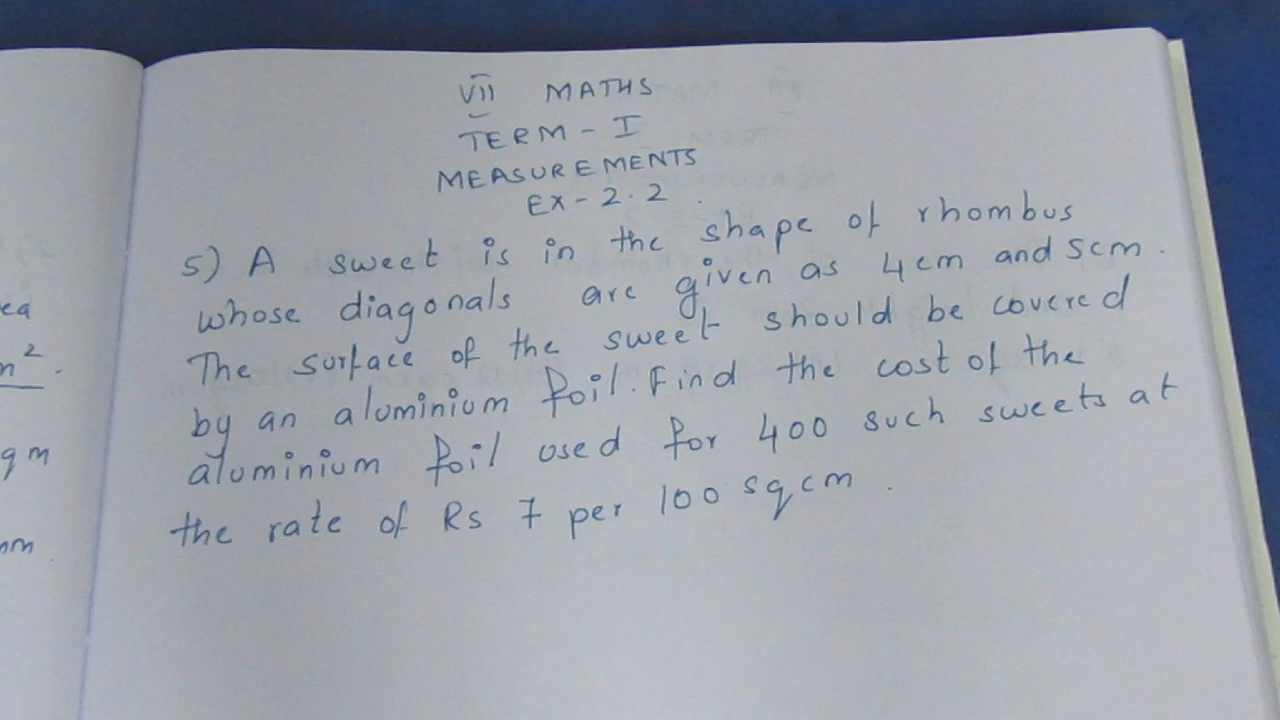 VII MATHS
TERM - I
MEASUREMENTS
EX - 2.2
5) A sweet is in the shape of rhombus
whose diagonals are given as 4cm and 5cm.
The surface of the sweet should be covered
by an aluminium foil. Find the cost of the
aluminium foil used for 400 such sweets at
the rate of Rs 7 per 100 sqcm.